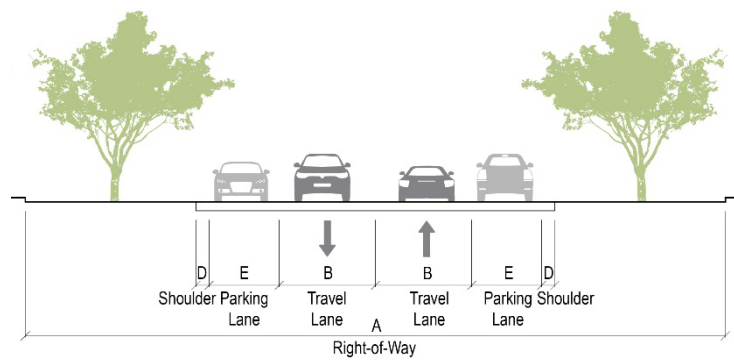 D E B B E D
Shoulder Parking Travel Travel Parking Shoulder
Lane Lane Lane Lane
A
Right-of-Way